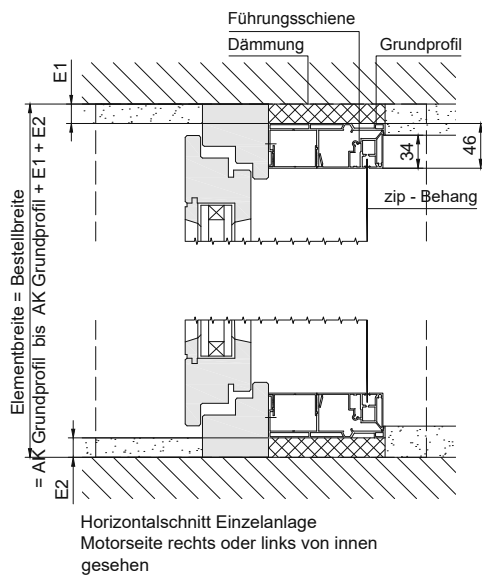 Führungsschiene
Dämmung
Grundprofil
E1
46
34
zip - Behang
Elementbreite = Bestellbreite
= AK Grundprofil bis AK Grundprofil + E1 + E2
E2
Horizontalschnitt Einzelanlage
Motorseite rechts oder links von innen
gesehen